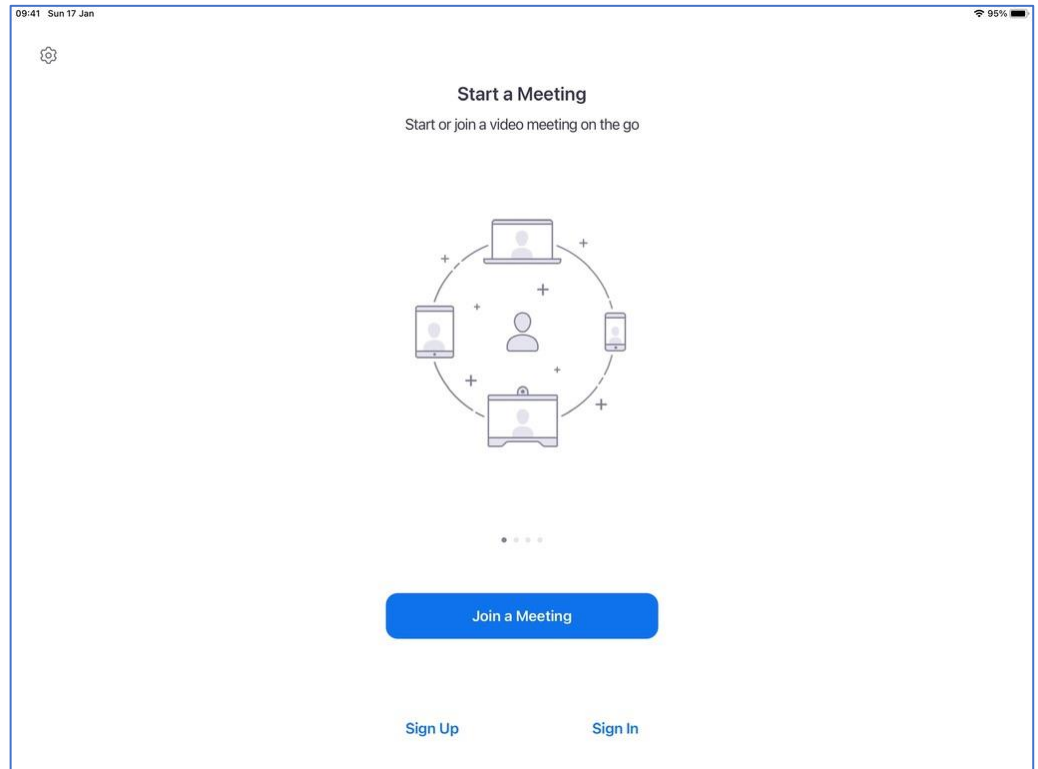 09:41 Sun 17 Jan
95%
Start a Meeting
Start or join a video meeting on the go
Join a Meeting
Sign Up
Sign In